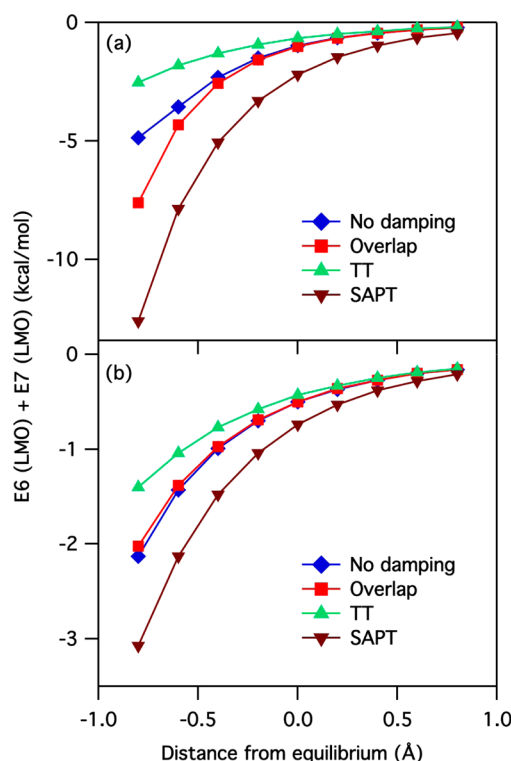 0
(a)
-5
-10
No damping
Overlap
TT
SAPT
E6 (LMO) + E7 (LMO) (kcal/mol)
0
(b)
-1
-2
-3
No damping
Overlap
TT
SAPT
-1.0 -0.5 0.0 0.5 1.0
Distance from equilibrium (Å)